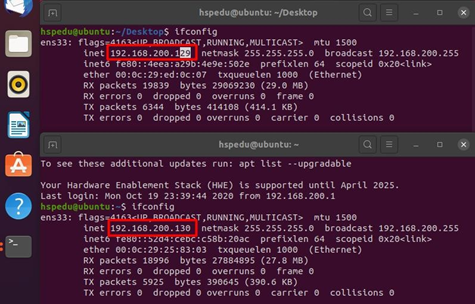 hspedu@ubuntu: ~/Desktop
hspedu@ubuntu:~/Desktop$ ifconfig
ens33: flags=4163<UP,BROADCAST,RUNNING,MULTICAST>  mtu 1500
inet 192.168.200.129  netmask 255.255.255.0  broadcast 192.168.200.255
inet6 fe80::4eea:a29b:4e9e:502e  prefixlen 64  scopeid 0x20<link>
ether 00:0c:29:ed:0c:07  txqueuelen 1000  (Ethernet)
RX packets 19839  bytes 29069230 (29.0 MB)
RX errors 0  dropped 0  overruns 0  frame 0
TX packets 6344  bytes 414108 (414.1 KB)
TX errors 0  dropped 0 overruns 0  carrier 0  collisions 0
hspedu@ubuntu: ~
To see these additional updates run: apt list --upgradable
Your Hardware Enablement Stack (HWE) is supported until April 2025.
Last login: Mon Oct 19 23:39:44 2020 from 192.168.200.1
hspedu@ubuntu:~$ ifconfig
ens33: flags=4163<UP,BROADCAST,RUNNING,MULTICAST>  mtu 1500
inet 192.168.200.130  netmask 255.255.255.0  broadcast 192.168.200.255
inet6 fe80::52d4:cebc:c58b:20ac  prefixlen 64  scopeid 0x20<link>
ether 00:0c:29:25:83:03  txqueuelen 1000  (Ethernet)
RX packets 18996  bytes 27884895 (27.8 MB)
RX errors 0  dropped 0  overruns 0  frame 0
TX packets 5925  bytes 390645 (390.6 KB)
TX errors 0  dropped 0 overruns 0  carrier 0  collisions 0